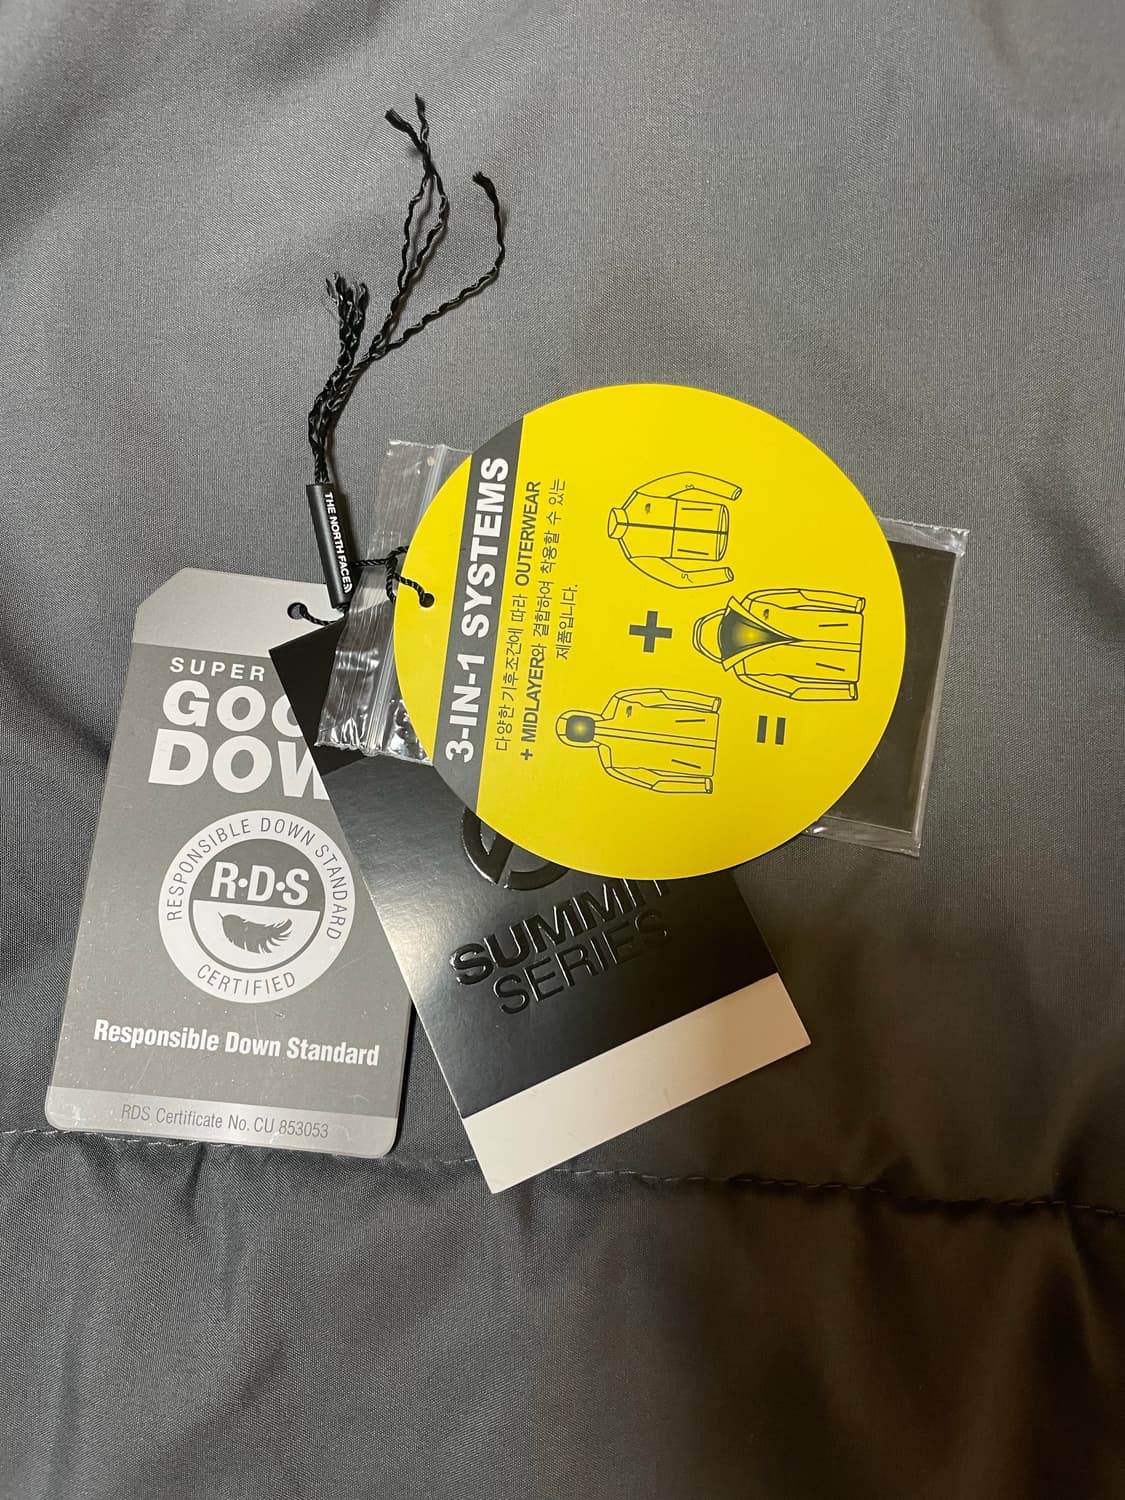 THE NORTH FACE
3-IN-1 SYSTEMS
다양한 기후조건에 따라 OUTERWEAR
+ MIDLAYER와 결합하여 착용할 수 있는
제품입니다.
+
=
SUPER
RESPONSIBLE DOWN STANDARD
R·D·S
CERTIFIED
Responsible Down Standard
RDS Certificate No. CU 853053
SUMMIT
SERIES